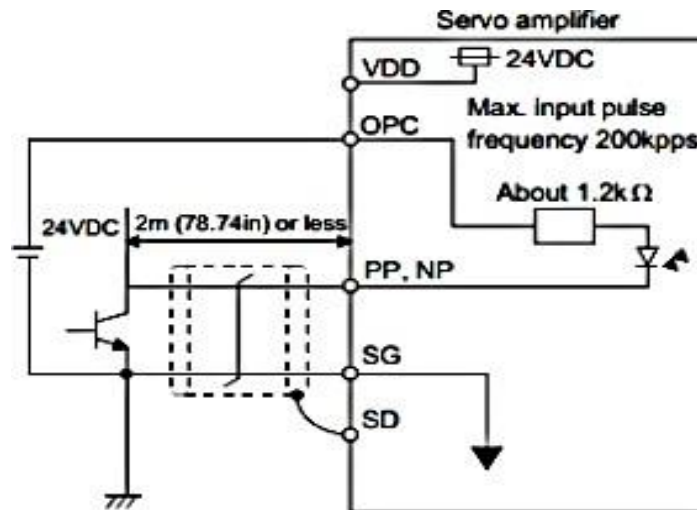 Servo amplifier
VDD
24VDC
OPC
Max. input pulse
frequency 200kpps
About 1.2kΩ
24VDC
2m (78.74in) or less
PP, NP
SG
SD